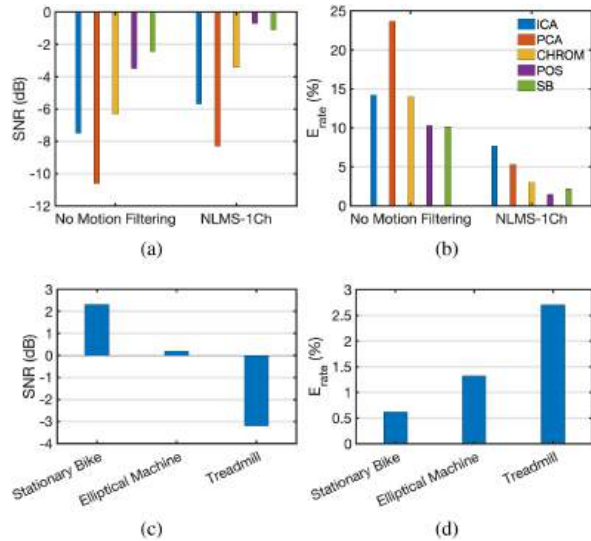 0
-2
-4
-6
-8
-10
-12
SNR (dB)
No Motion Filtering NLMS-1Ch
(a)
25
20
15
10
5
0
E_rate (%)
ICA
PCA
CHROM
POS
SB
No Motion Filtering NLMS-1Ch
(b)
3
2
1
0
-1
-2
-3
-4
SNR (dB)
Stationary Bike
Elliptical Machine
Treadmill
(c)
3
2.5
2
1.5
1
0.5
0
E_rate (%)
Stationary Bike
Elliptical Machine
Treadmill
(d)